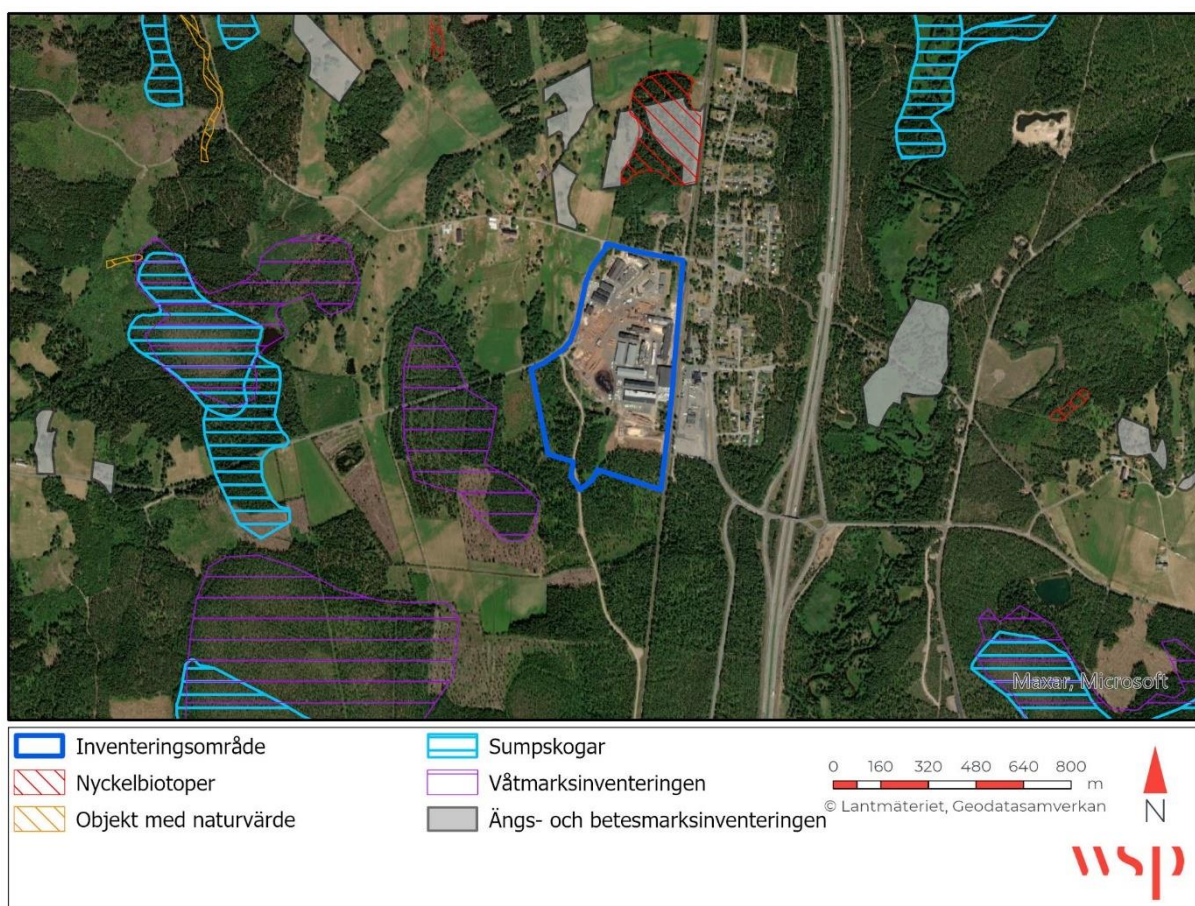 Maxar, Microsoft
Inventeringsområde
Nyckelbiotoper
Objekt med naturvärde
Sumpskogar
Våtmarksinventeringen
Ängs- och betesmarksinventeringen
0 160 320 480 640 800
m
© Lantmäteriet, Geodatasamverkan
N
wsp